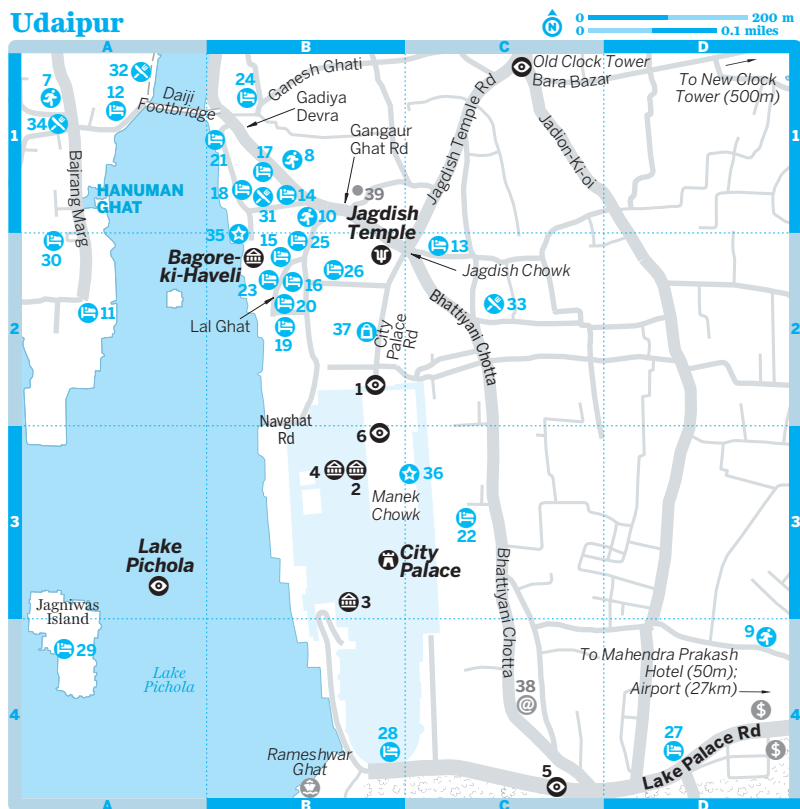 Udaipur
N
0 200 m
0 0.1 miles
A
B
C
D
32
7
12
24
Ganesh Ghati
Old Clock Tower
Bara Bazar
To New Clock
Tower (500m)
Daiji
Footbridge
Gadiya
Devra
34
1
1
Gangaur
Ghat Rd
Jagdish Temple Rd
Jadion-Ki-oi
Bajrang Marg
21
17
8
HANUMAN
GHAT
18
31
14
39
10
Jagdish
Temple
35
15
25
13
30
Bagore-
ki-Haveli
26
Jagdish Chowk
23
16
20
33
11
Lal Ghat
2
2
19
37
City
Palace
Rd
Bhattiyani Chotta
1
Navghat
Rd
6
4
2
36
Manek
Chowk
3
3
22
Lake
Pichola
City
Palace
Bhattiyani Chotta
Jagniwas
Island
3
29
9
Lake
Pichola
To Mahendra Prakash
Hotel (50m);
Airport (27km)
38
@
$
4
4
28
27
Lake Palace Rd
$
Rameshwar
Ghat
5
A
B
C
D